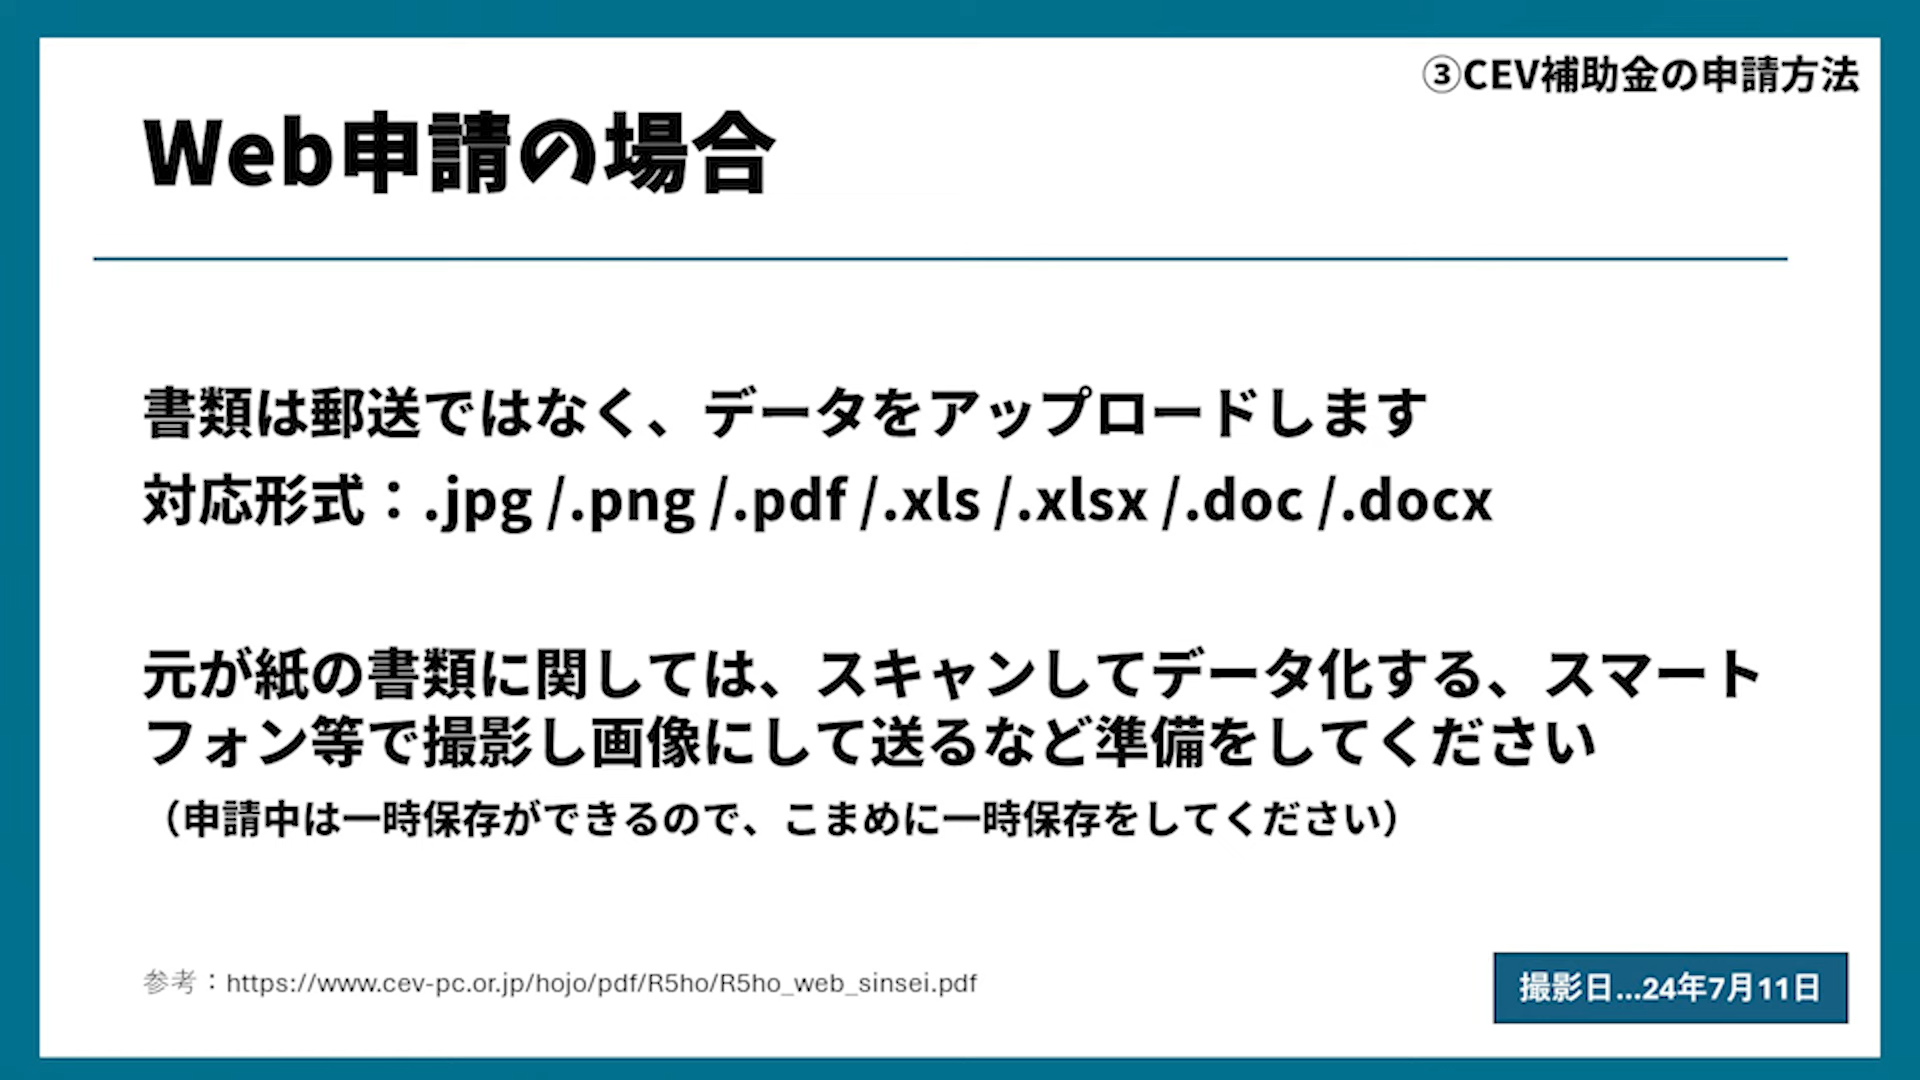 ③CEV補助金の申請方法
Web申請の場合
書類は郵送ではなく、データをアップロードします
対応形式：.jpg /.png /.pdf /.xls /.xlsx /.doc /.docx
元が紙の書類に関しては、スキャンしてデータ化する、スマート
フォン等で撮影し画像にして送るなど準備をしてください
（申請中は一時保存ができるので、こまめに一時保存をしてください）
参考：https://www.cev-pc.or.jp/hojo/pdf/R5ho/R5ho_web_sinsei.pdf
撮影日...24年7月11日